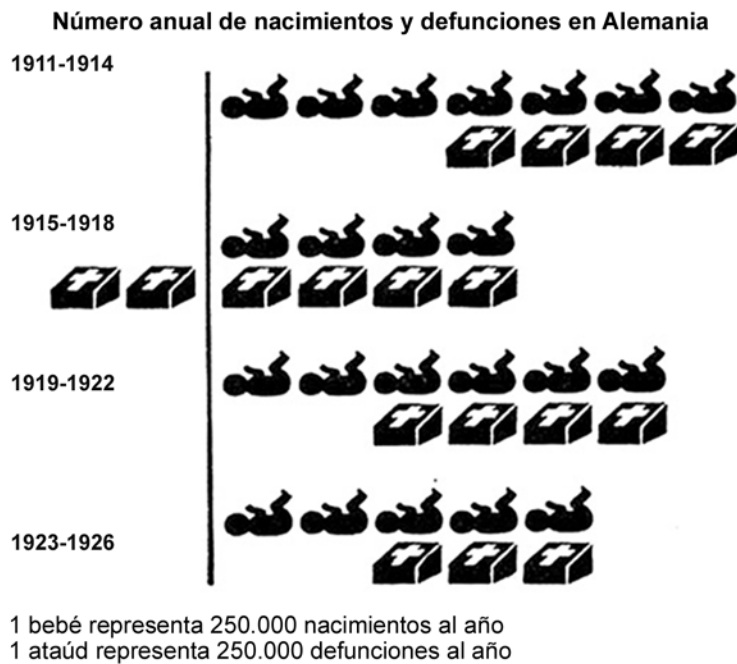 Número anual de nacimientos y defunciones en Alemania
1911-1914
1915-1918
1919-1922
1923-1926
1 bebé representa 250.000 nacimientos al año
1 ataúd representa 250.000 defunciones al año